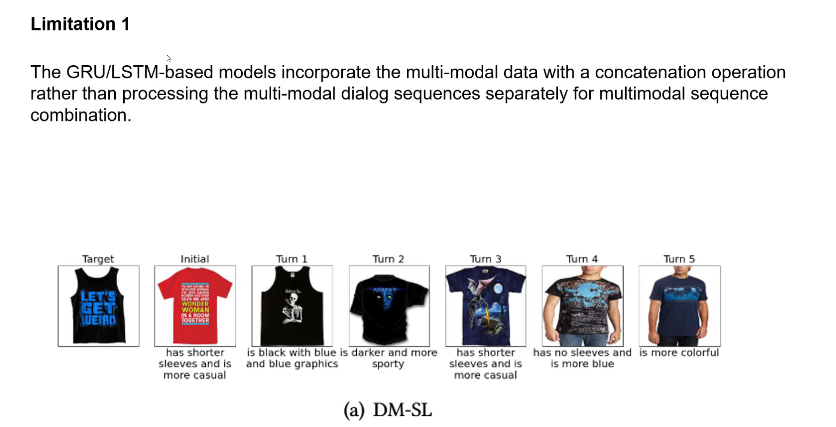 Limitation 1
The GRU/LSTM-based models incorporate the multi-modal data with a concatenation operation
rather than processing the multi-modal dialog sequences separately for multimodal sequence
combination.
Target Initial Turn 1 Turn 2 Turn 3 Turn 4 Turn 5
LET'S
GET
WEIRD
WONDER
WOMAN
IN A ROOM
TOGETHER
AVATAR
has shorter
sleeves and is
more casual
is black with blue
and blue graphics
is darker and more
sporty
has shorter
sleeves and is
more casual
has no sleeves and
is more blue
is more colorful
(a) DM-SL